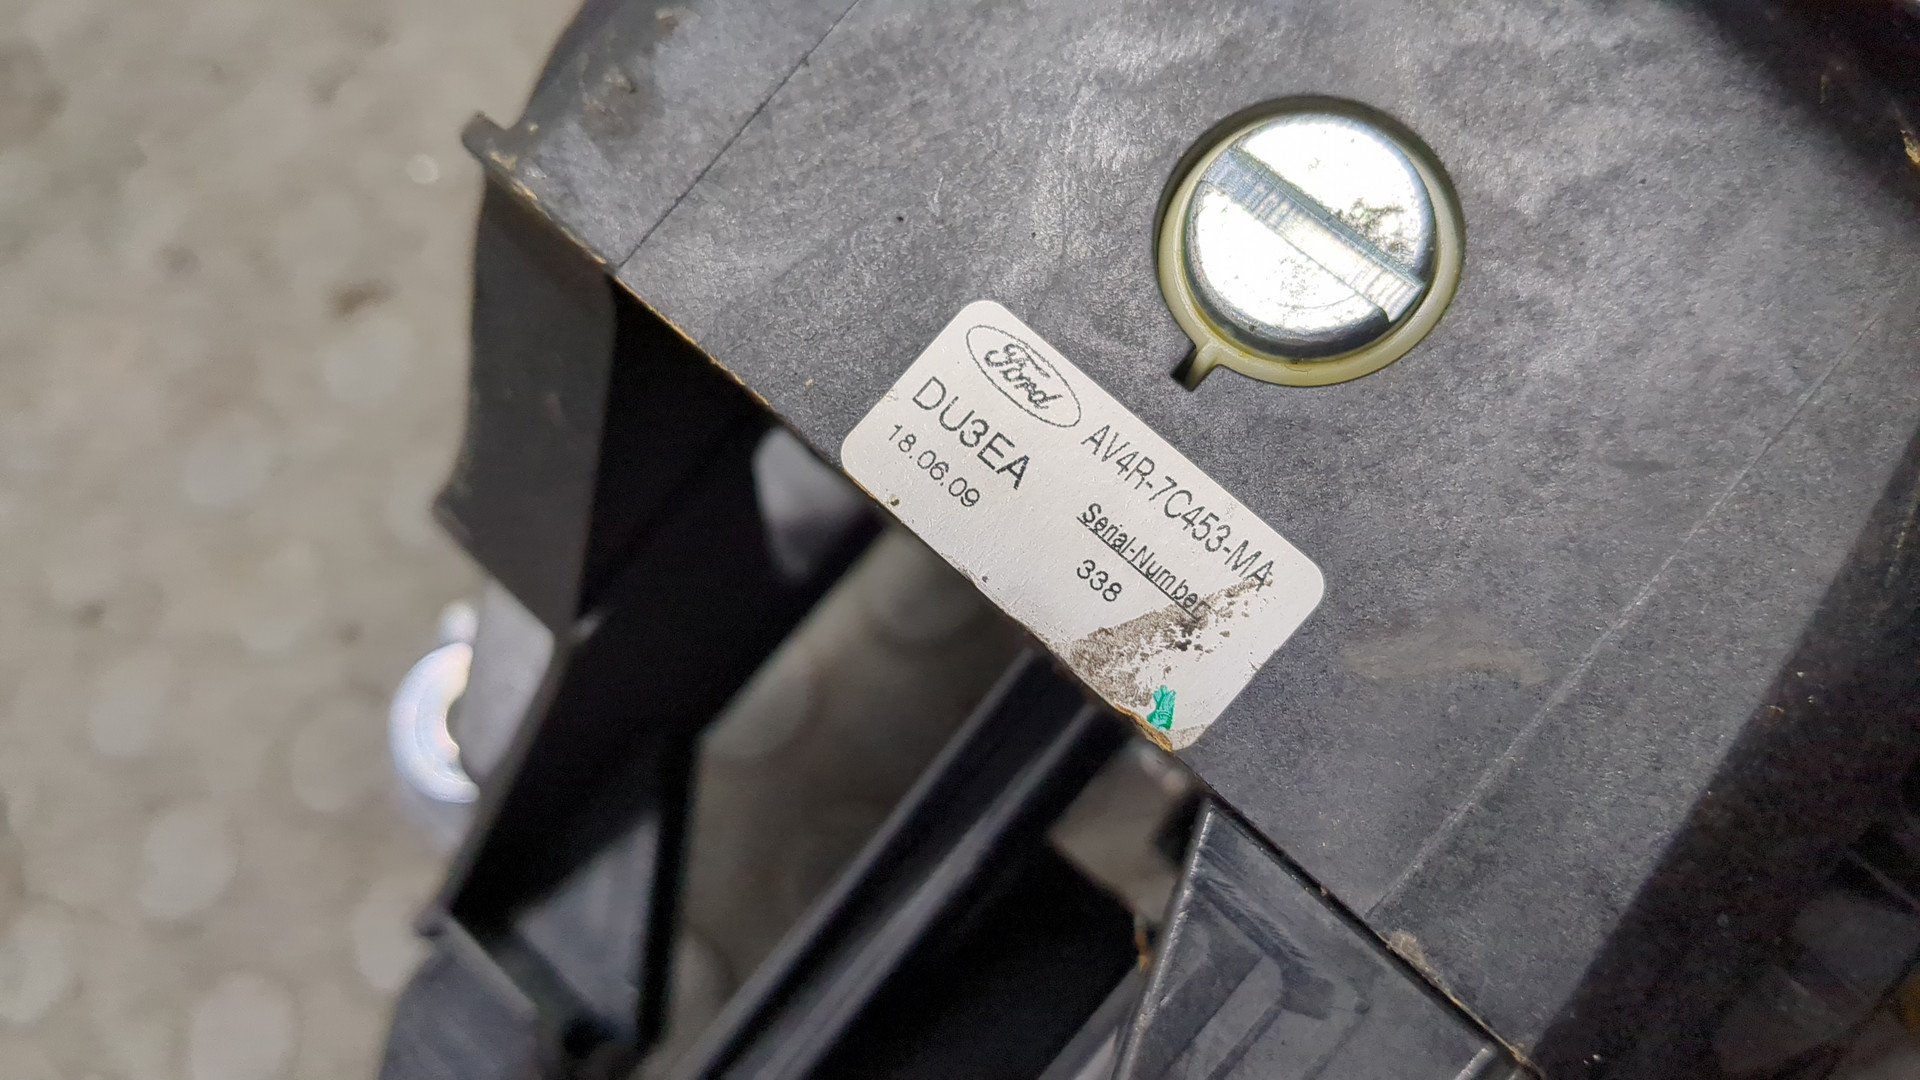 Ford
AV4R-7C453-MA
DU3EA
Serial-Number
18.06.09
338